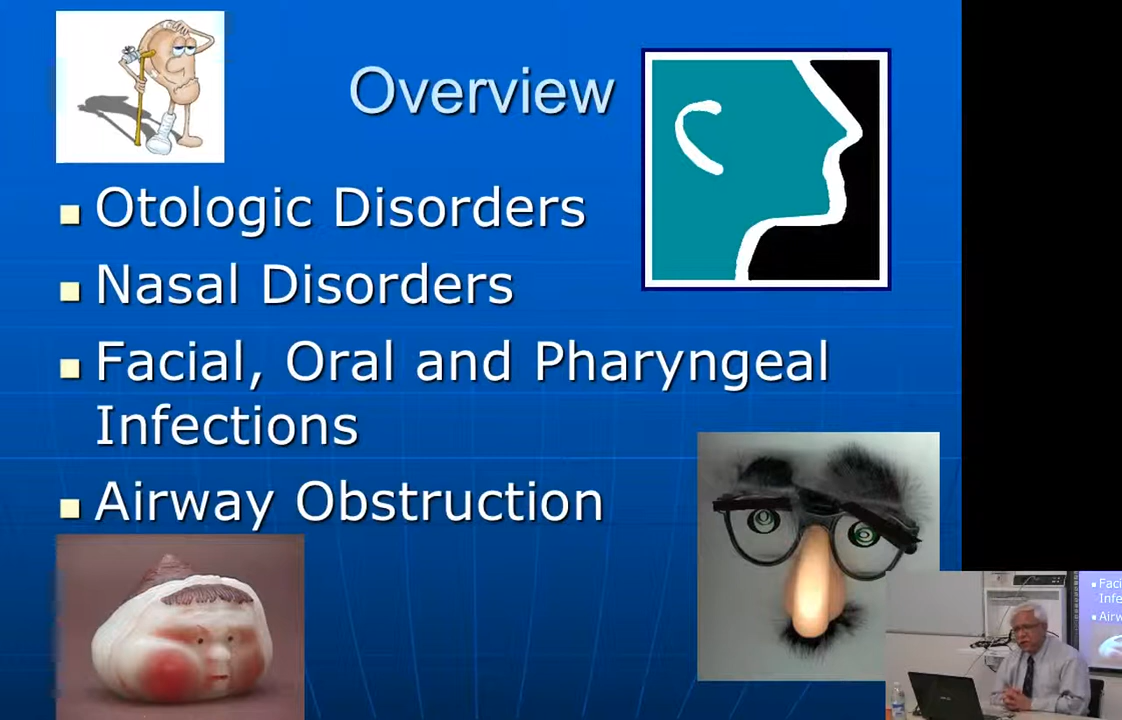 Overview
Otologic Disorders
Nasal Disorders
Facial, Oral and Pharyngeal
Infections
Airway Obstruction